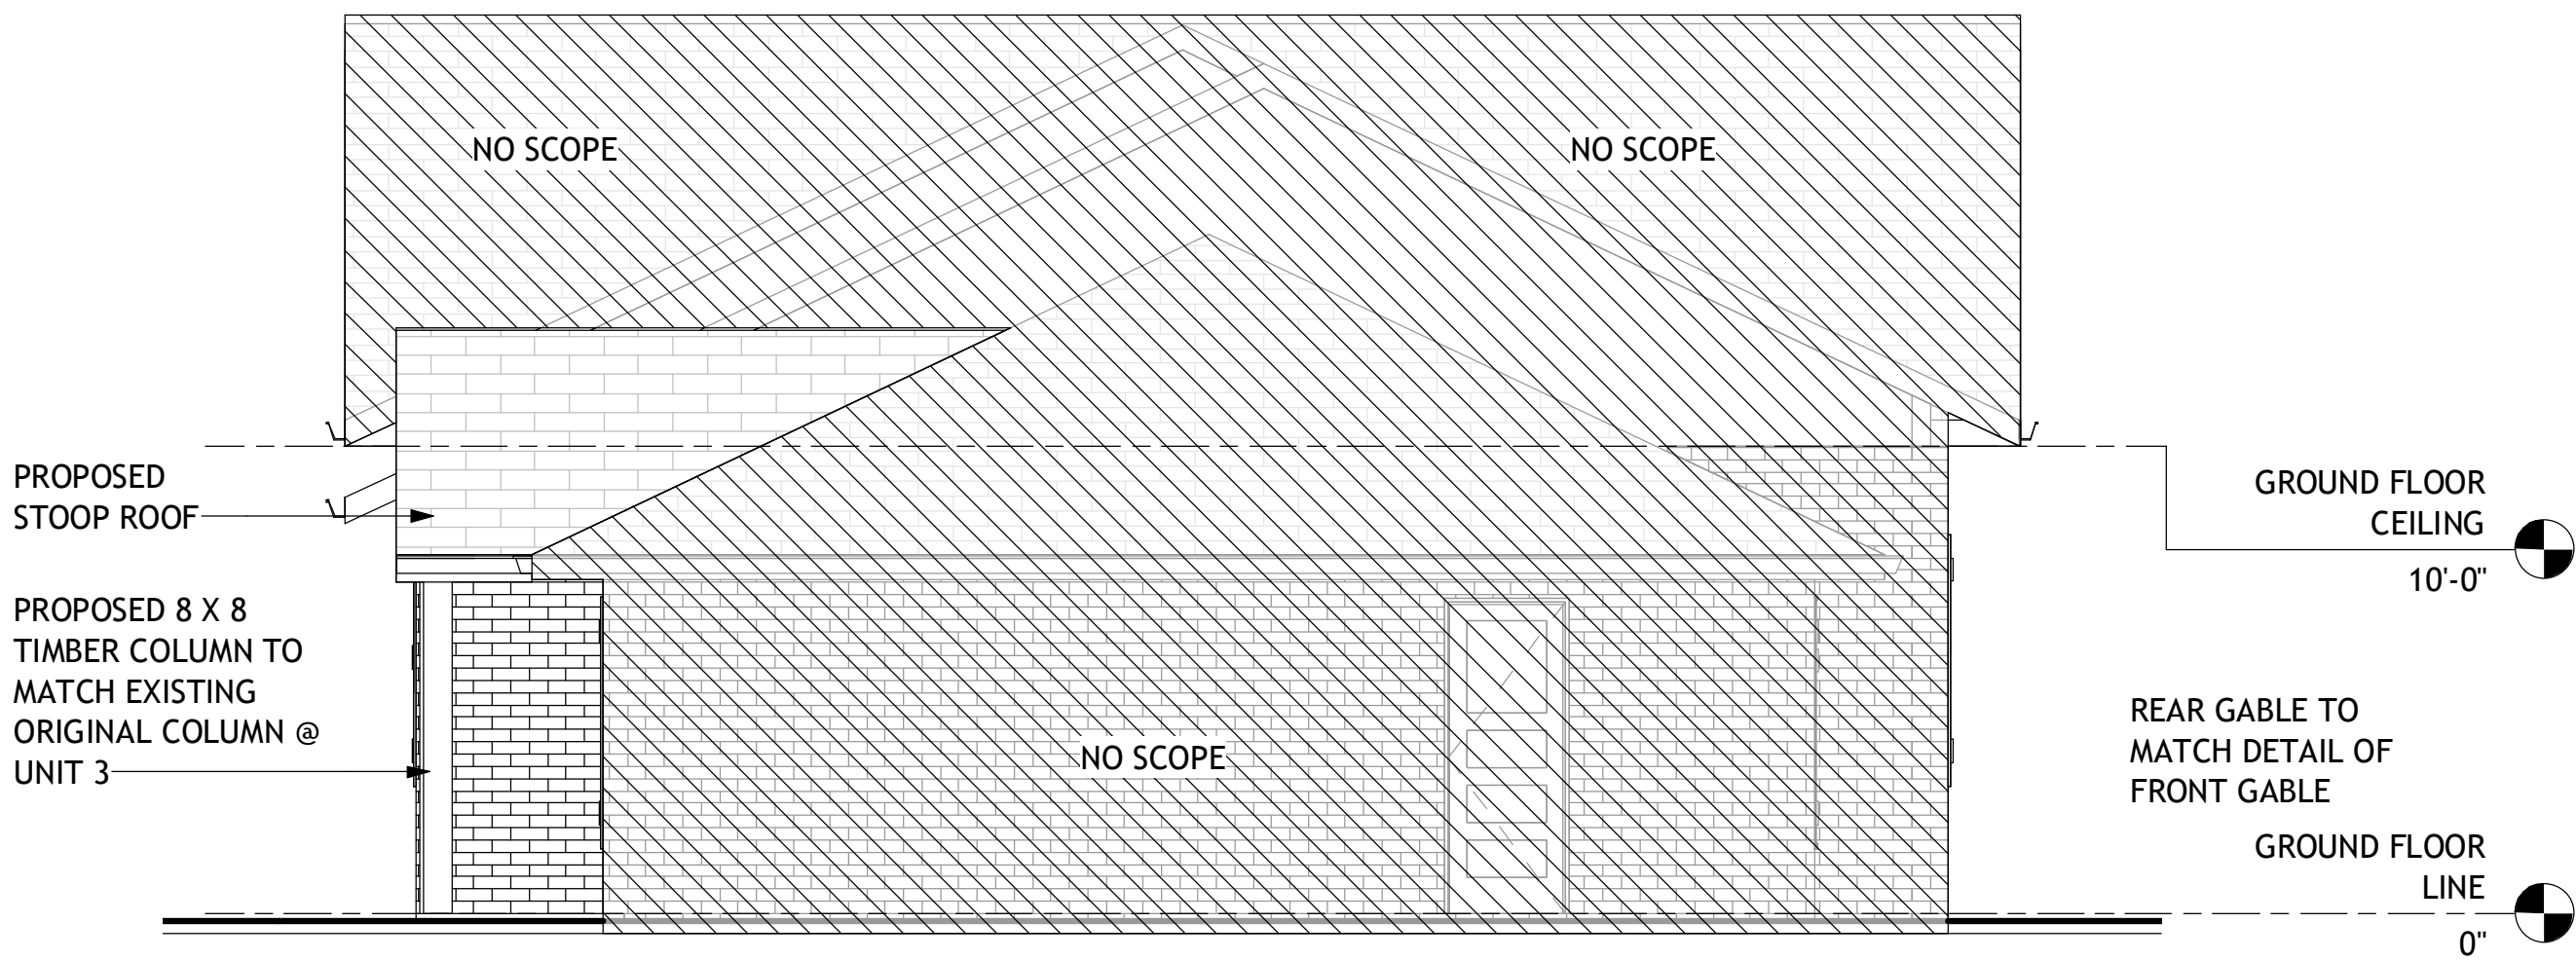 NO SCOPE
NO SCOPE
PROPOSED
STOOP ROOF
PROPOSED 8 X 8
TIMBER COLUMN TO
MATCH EXISTING
ORIGINAL COLUMN @
UNIT 3
NO SCOPE
GROUND FLOOR
CEILING
10'-0"
REAR GABLE TO
MATCH DETAIL OF
FRONT GABLE
GROUND FLOOR
LINE
0"